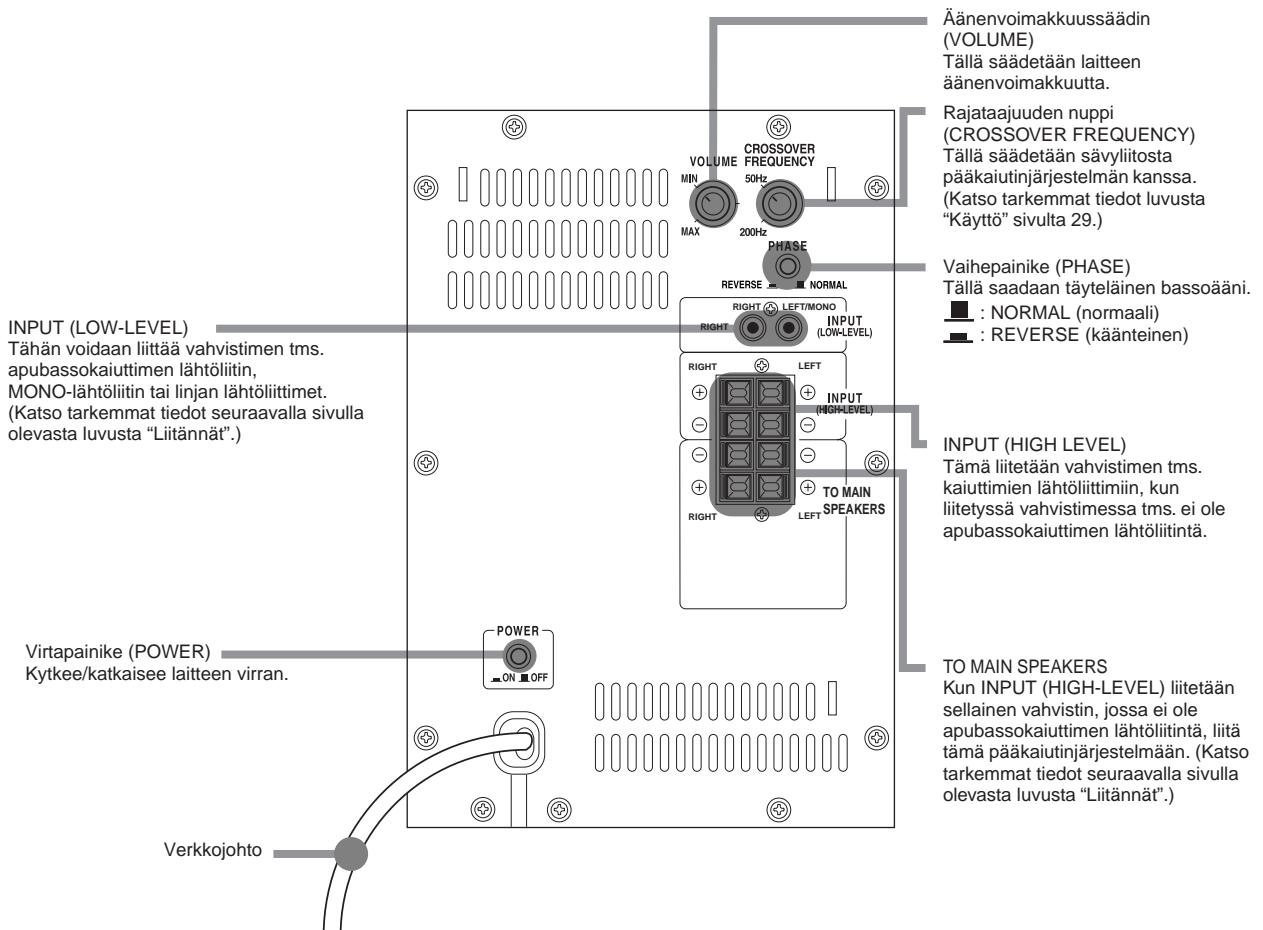 Äänenvoimakkuussäädin
(VOLUME)
Tällä säädetään laitteen
äänenvoimakkuutta.
Rajataajuuden nuppi
(CROSSOVER FREQUENCY)
Tällä säädetään sävyliitosta
pääkaiutinjärjestelmän kanssa.
(Katso tarkemmat tiedot luvusta
“Käyttö” sivulta 29.)
Vaihepainike (PHASE)
Tällä saadaan täyteläinen bassoääni.
: NORMAL (normaali)
: REVERSE (käänteinen)
INPUT (LOW-LEVEL)
Tähän voidaan liittää vahvistimen tms.
apubassokaiuttimen lähtöliitin,
MONO-lähtöliitin tai linjan lähtöliittimet.
(Katso tarkemmat tiedot seuraavalla sivulla
olevasta luvusta “Liitännät”.)
INPUT (HIGH LEVEL)
Tämä liitetään vahvistimen tms.
kaiuttimien lähtöliittimiin, kun
liitetyssä vahvistimessa tms. ei ole
apubassokaiuttimen lähtöliitintä.
Virtapainike (POWER)
Kytkee/katkaisee laitteen virran.
TO MAIN SPEAKERS
Kun INPUT (HIGH-LEVEL) liitetään
sellainen vahvistin, jossa ei ole
apubassokaiuttimen lähtöliitintä, liitä
tämä pääkaiutinjärjestelmään. (Katso
tarkemmat tiedot seuraavalla sivulla
olevasta luvusta “Liitännät”.)
Verkkojohto
VOLUME
MIN
MAX
CROSSOVER
FREQUENCY
50Hz
200Hz
PHASE
REVERSE NORMAL
RIGHT LEFT/MONO
RIGHT
INPUT
(LOW-LEVEL)
RIGHT LEFT
+ +
INPUT
(HIGH-LEVEL)
− −
− −
+ +
TO MAIN
SPEAKERS
RIGHT LEFT
POWER
ON OFF